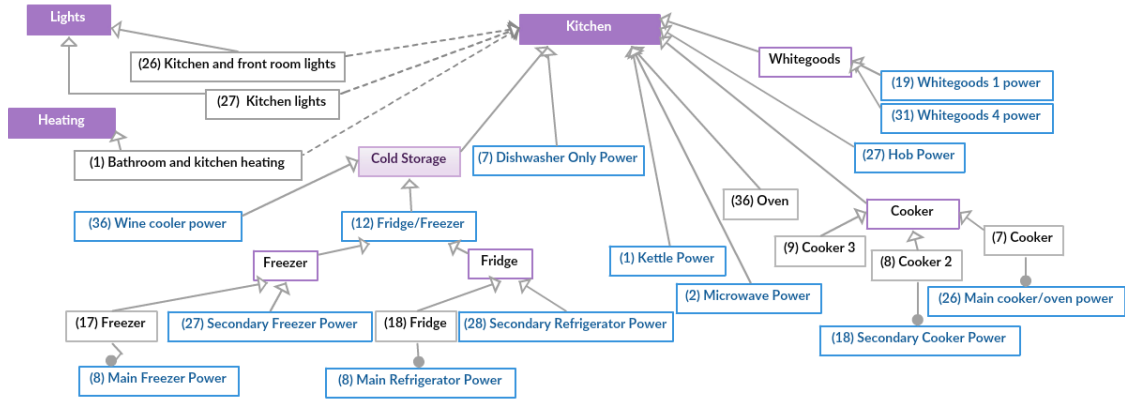 Lights
Kitchen
(26) Kitchen and front room lights
Whitegoods
(19) Whitegoods 1 power
(27)  Kitchen lights
(31) Whitegoods 4 power
Heating
(1) Bathroom and kitchen heating
Cold Storage
(7) Dishwasher Only Power
(27) Hob Power
(36) Wine cooler power
(12) Fridge/Freezer
(36) Oven
Cooker
(9) Cooker 3
(7) Cooker
Freezer
Fridge
(1) Kettle Power
(8) Cooker 2
(2) Microwave Power
(26) Main cooker/oven power
(17) Freezer
(27) Secondary Freezer Power
(18) Fridge
(28) Secondary Refrigerator Power
(18) Secondary Cooker Power
(8) Main Freezer Power
(8) Main Refrigerator Power